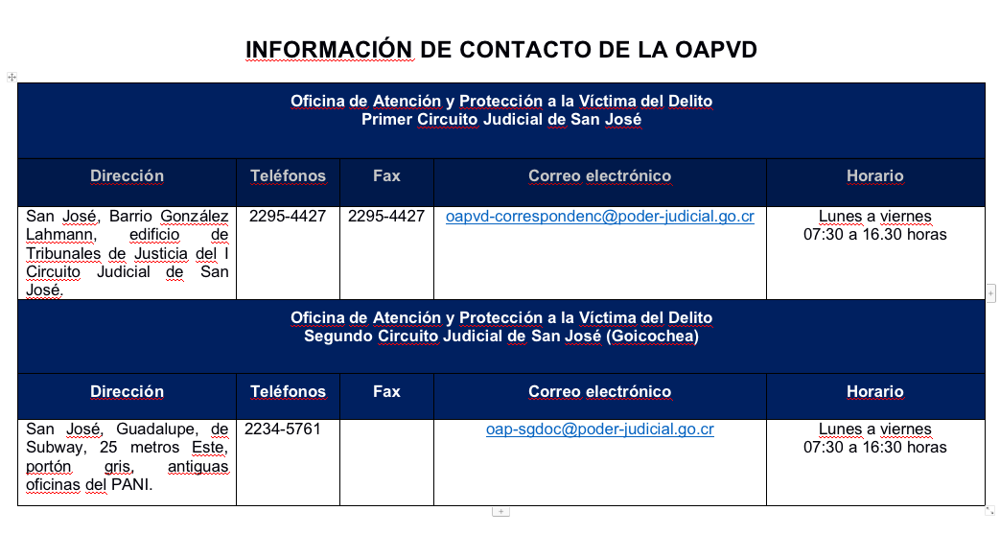 INFORMACIÓN DE CONTACTO DE LA OAPVD
Oficina de Atención y Protección a la Víctima del Delito
Primer Circuito Judicial de San José
Dirección Teléfonos Fax Correo electrónico Horario
San José, Barrio González
Lahmann, edificio de
Tribunales de Justicia del I
Circuito Judicial de San
José.
2295-4427
2295-4427
oapvd-correspondenc@poder-judicial.go.cr
Lunes a viernes
07:30 a 16.30 horas
Oficina de Atención y Protección a la Víctima del Delito
Segundo Circuito Judicial de San José (Goicochea)
Dirección Teléfonos Fax Correo electrónico Horario
San José, Guadalupe, de
Subway, 25 metros Este,
portón gris, antiguas
oficinas del PANI.
2234-5761
oap-sgdoc@poder-judicial.go.cr
Lunes a viernes
07:30 a 16:30 horas